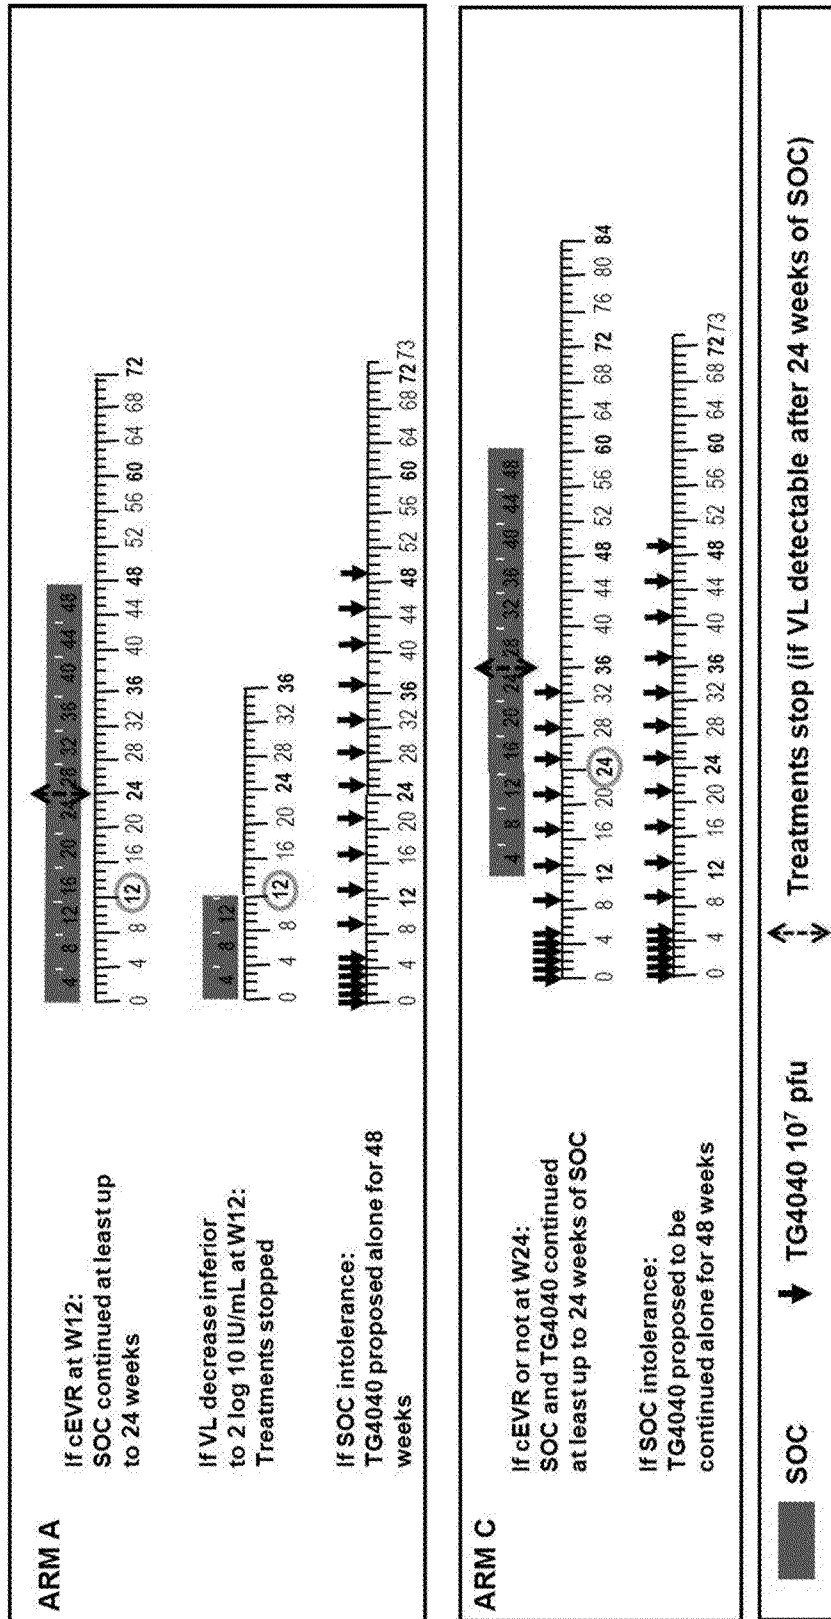 ARM A
If cEVR at W12:
SOC continued at least up
to 24 weeks
4 8 12 16 20 24 28 32 36 40 44 48
0 4 8 12 16 20 24 28 32 36 40 44 48 52 56 60 64 68 72
If VL decrease inferior
to 2 log 10 IU/mL at W12:
Treatments stopped
4 8 12
0 4 8 12 16 20 24 28 32 36
If SOC intolerance:
TG4040 proposed alone for 48
weeks
0 4 8 12 16 20 24 28 32 36 40 44 48 52 56 60 64 68 72 73
ARM C
If cEVR or not at W24:
SOC and TG4040 continued
at least up to 24 weeks of SOC
4 8 12 16 20 24 28 32 36 40 44 48
0 4 8 12 16 20 24 28 32 36 40 44 48 52 56 60 64 68 72 76 80 84
If SOC intolerance:
TG4040 proposed to be
continued alone for 48 weeks
0 4 8 12 16 20 24 28 32 36 40 44 48 52 56 60 64 68 72 73
SOC
TG4040 10⁷ pfu
Treatments stop (if VL detectable after 24 weeks of SOC)